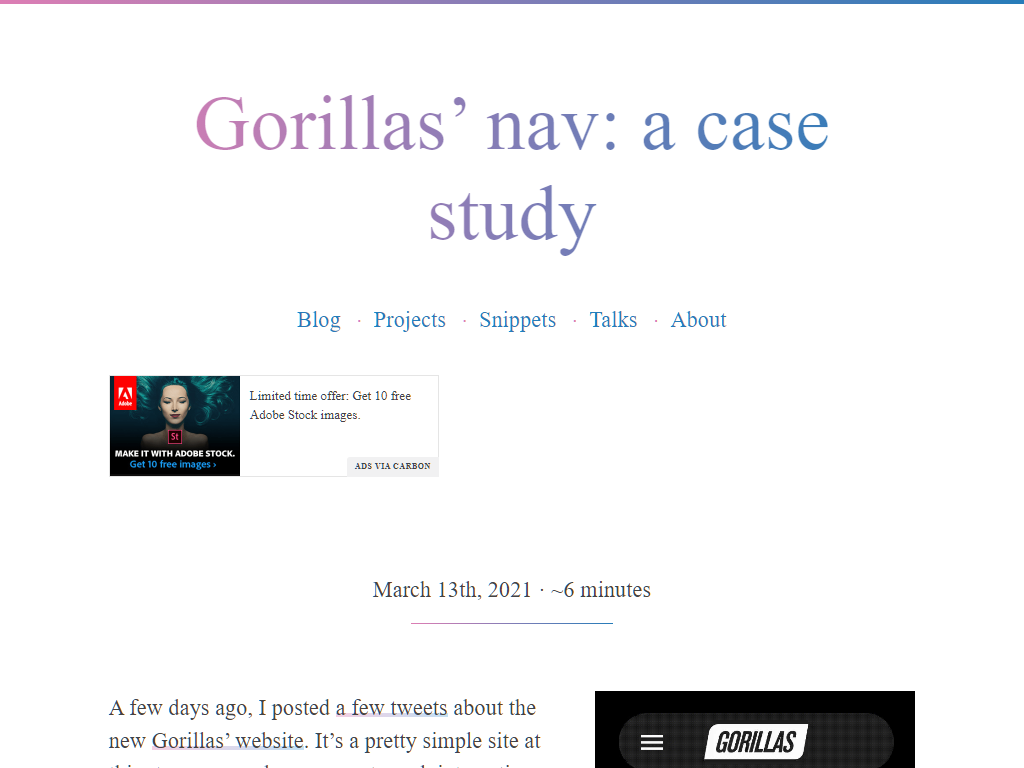 Gorillas’ nav: a case
study
Blog · Projects · Snippets · Talks · About
Adobe
St
MAKE IT WITH ADOBE STOCK.
Get 10 free images ›
Limited time offer: Get 10 free
Adobe Stock images.
ADS VIA CARBON
March 13th, 2021 · ~6 minutes
A few days ago, I posted a few tweets about the
new Gorillas’ website. It’s a pretty simple site at
GORILLAS